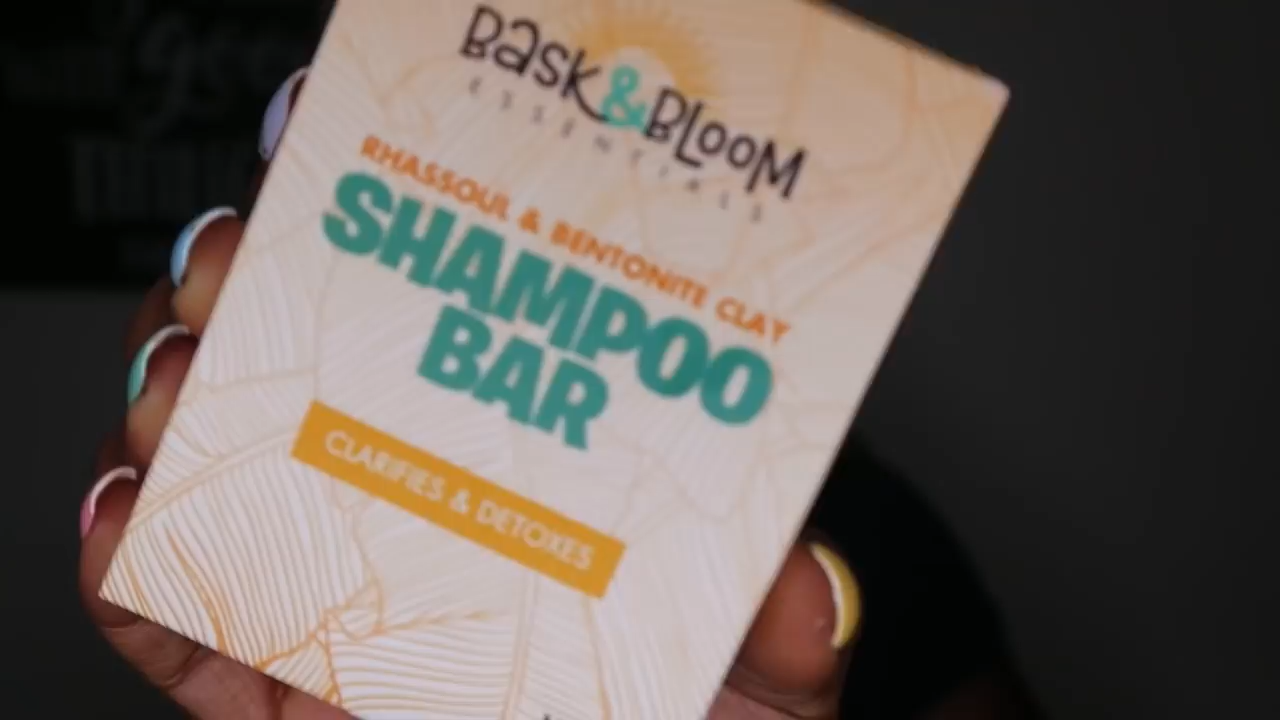 Bask & Bloom
ESSENTIALS
RHASSOUL & BENTONITE CLAY
SHAMPOO
BAR
CLARIFIES & DETOXES